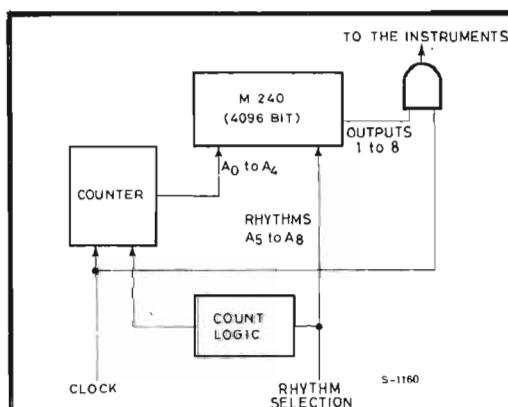 TO THE INSTRUMENTS
M 240
(4096 BIT)
OUTPUTS
1 to 8
A0 to A4
COUNTER
RHYTHMS
A5 to A8
COUNT
LOGIC
CLOCK
RHYTHM
SELECTION
S-1160